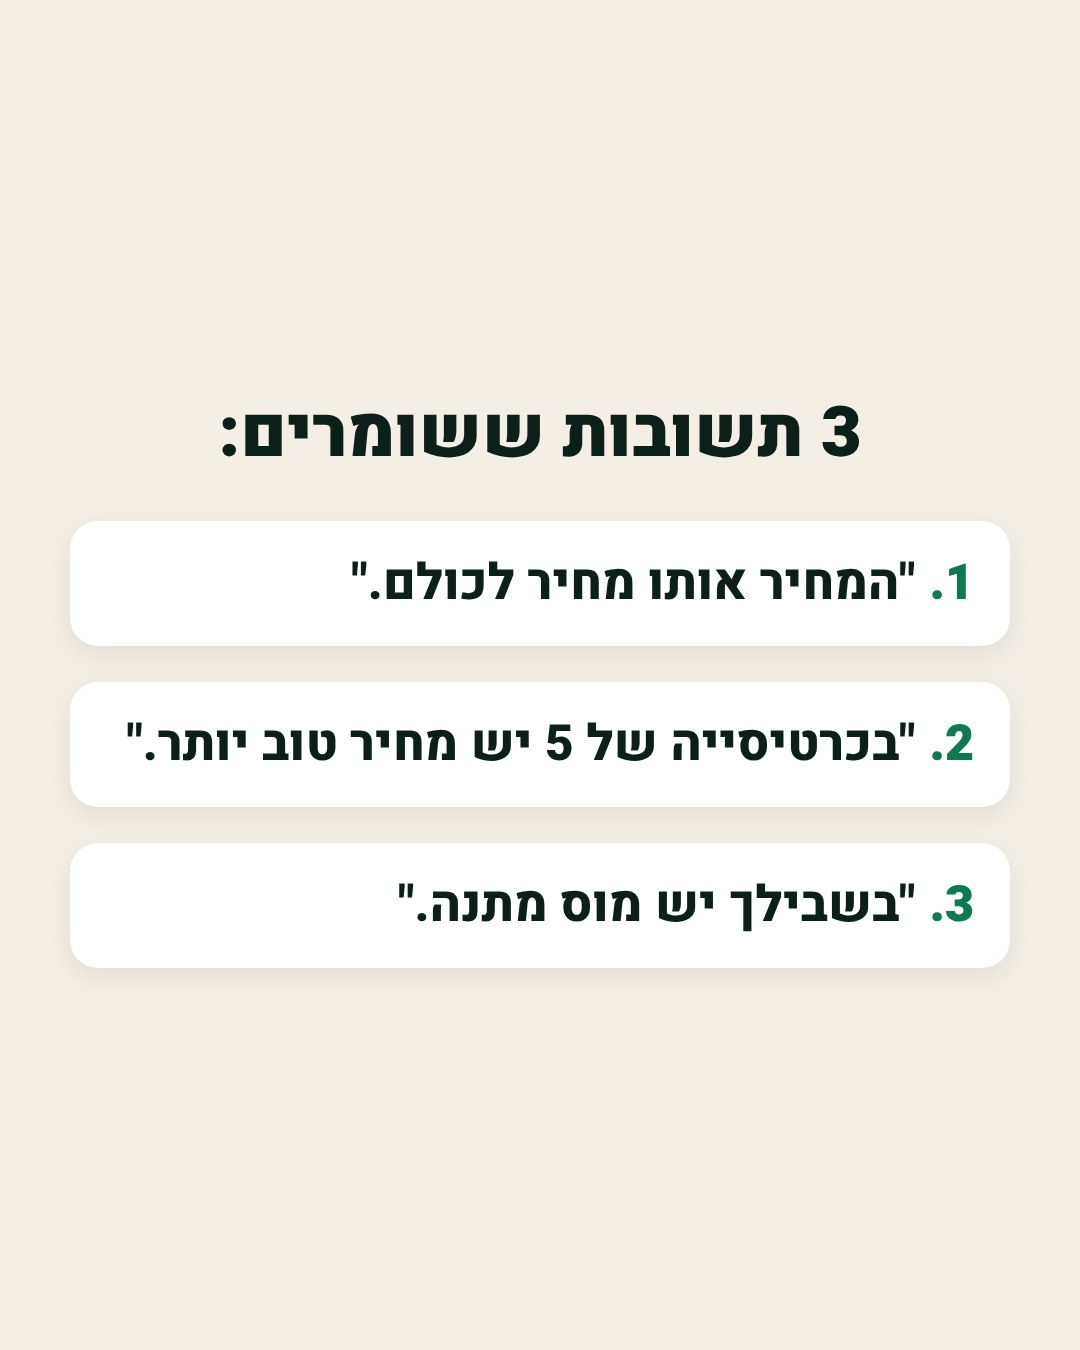 3 תשובות ששומרים:
1. "המחיר אותו מחיר לכולם."
2. "בכרטיסייה של 5 יש מחיר טוב יותר."
3. "בשבילך יש מוס מתנה."